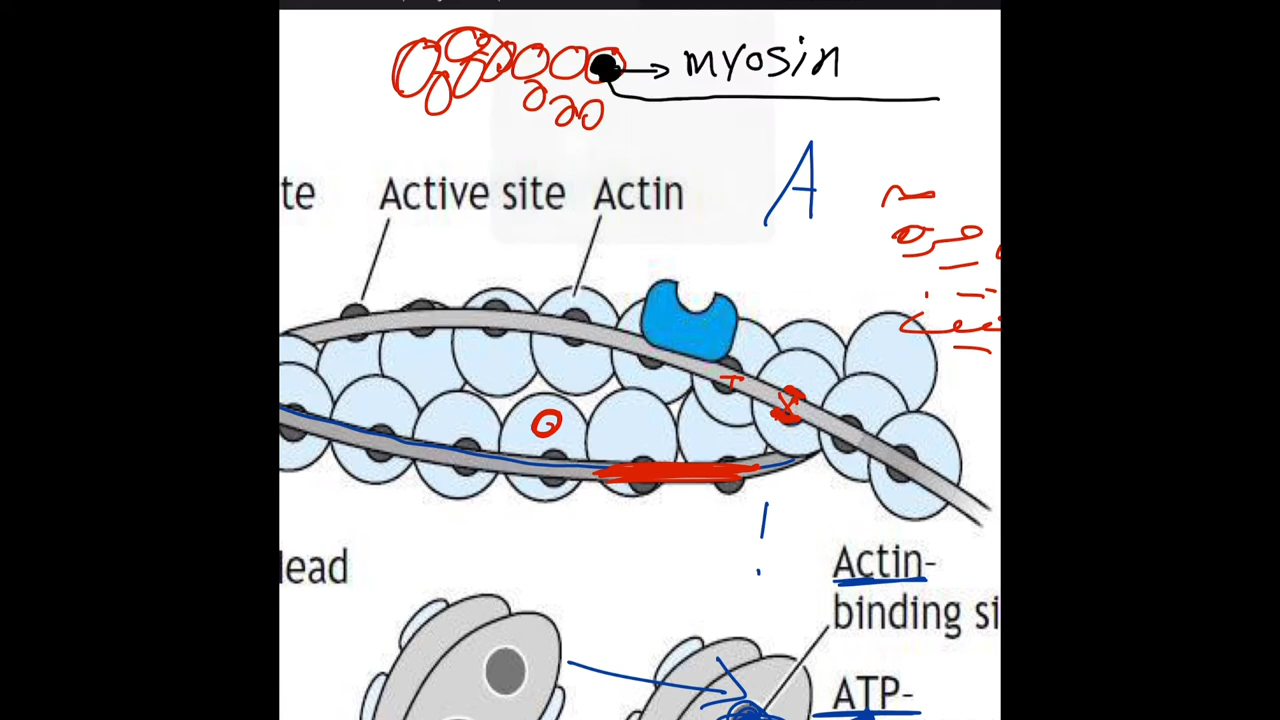 myosin
A
te Active site Actin
T
!
lead
Actin-
binding si
ATP-